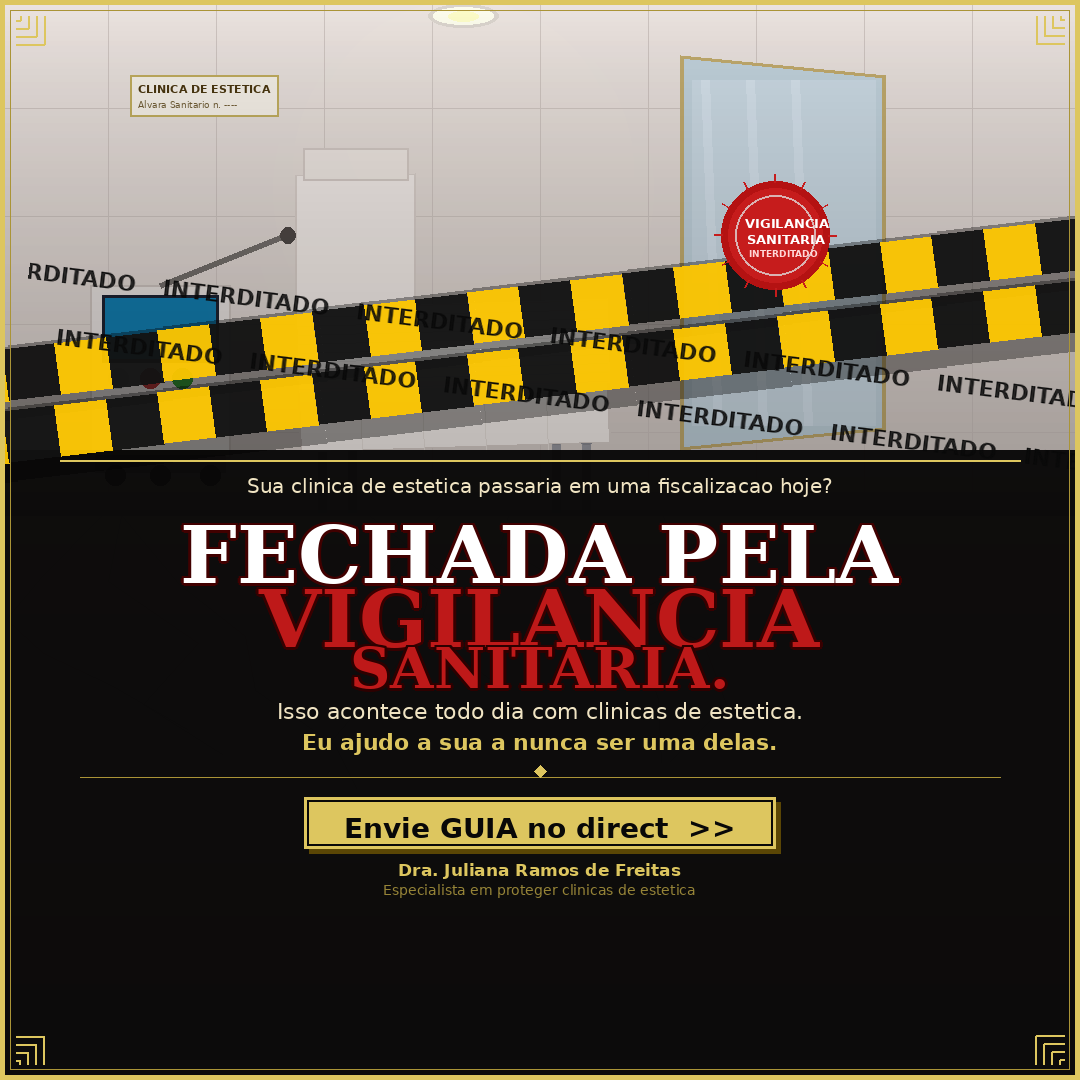 CLINICA DE ESTETICA
Alvara Sanitario n. ----
VIGILANCIA
SANITARIA
INTERDITADO
RDITADO INTERDITADO INTERDITADO INTERDITADO INTERDITADO INTERDITAD
INTERDITADO INTERDITADO INTERDITADO INTERDITADO INTERDITADO INT
Sua clinica de estetica passaria em uma fiscalizacao hoje?
FECHADA PELA
VIGILANCIA
SANITARIA.
Isso acontece todo dia com clinicas de estetica.
Eu ajudo a sua a nunca ser uma delas.
Envie GUIA no direct >>
Dra. Juliana Ramos de Freitas
Especialista em proteger clinicas de estetica